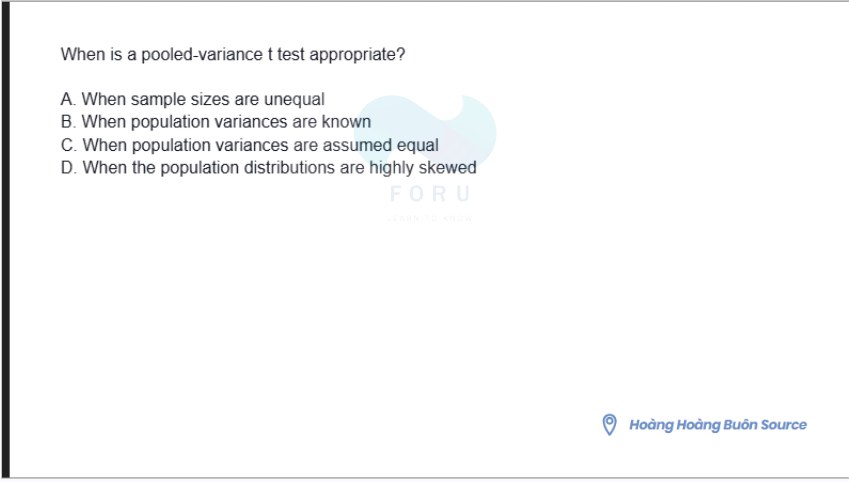 When is a pooled-variance t test appropriate?
A. When sample sizes are unequal
B. When population variances are known
C. When population variances are assumed equal
D. When the population distributions are highly skewed
FORU
Hoàng Hoàng Buôn Source